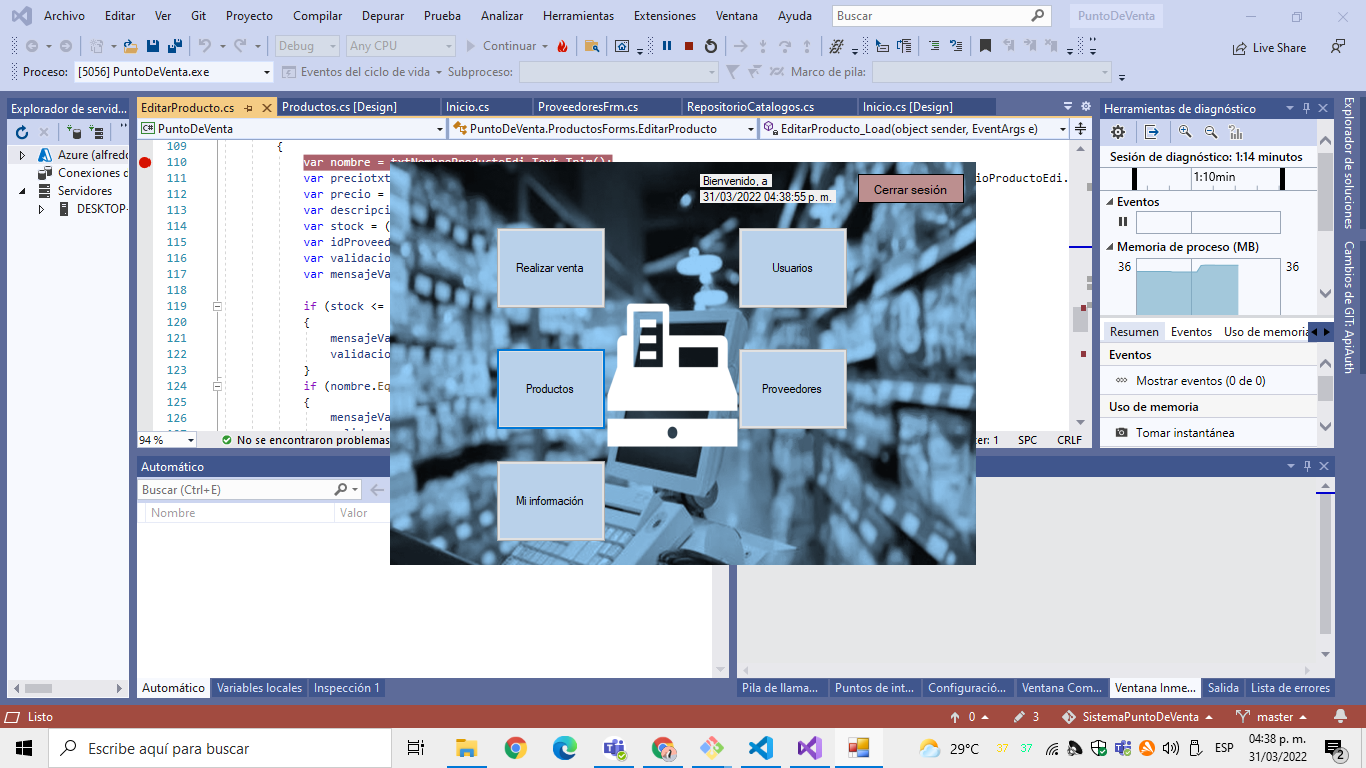 Archivo Editar Ver Git Proyecto Compilar Depurar Prueba Analizar Herramientas Extensiones Ventana Ayuda Buscar PuntoDeVenta
Debug Any CPU Continuar Live Share
Proceso: [5056] PuntoDeVenta.exe Eventos del ciclo de vida Subproceso: Marco de pila:
Explorador de servid...
Azure (alfredo
Conexiones d
Servidores
DESKTOP-
EditarProducto.cs Productos.cs [Design] Inicio.cs ProveedoresFrm.cs RepositorioCatalogos.cs Inicio.cs [Design]
C# PuntoDeVenta PuntoDeVenta.ProductosForms.EditarProducto EditarProducto_Load(object sender, EventArgs e)
109 {
110 var nombre = txtNombreProductoEdi.Text.Trim();
111 var preciotxt ioProductoEdi.
112 var precio =
113 var descripci
114 var stock = (
115 var idProveed
116 var validacio
117 var mensajeVa
118
119 if (stock <=
120 {
121 mensajeVa
122 validacio
123 }
124 if (nombre.Eq
125 {
126 mensajeVa
94 % No se encontraron problemas cter: 1 SPC CRLF
Bienvenido, a
31/03/2022 04:38:55 p. m.
Cerrar sesión
Realizar venta Usuarios
Productos Proveedores
Mi información
Herramientas de diagnóstico
Sesión de diagnóstico: 1:14 minutos
1:10min
Eventos
Memoria de proceso (MB)
36 36
Resumen Eventos Uso de memoria
Eventos
Mostrar eventos (0 de 0)
Uso de memoria
Tomar instantánea
Explorador de soluciones
Cambios de GIT: ApiAuth
Automático
Buscar (Ctrl+E)
Nombre Valor
Automático Variables locales Inspección 1
Pila de llama... Puntos de int... Configuració... Ventana Com... Ventana Inme... Salida Lista de errores
Listo 0 3 SistemaPuntoDeVenta master
Escribe aquí para buscar 29°C 37 37 ESP 04:38 p. m.
31/03/2022
2